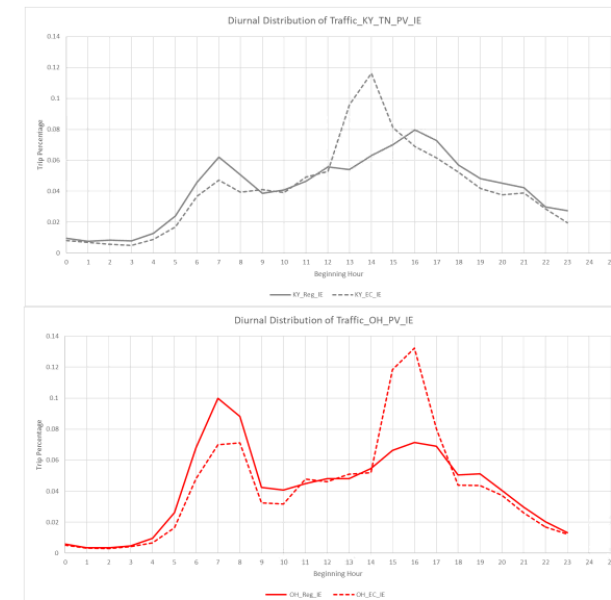 Diurnal Distribution of Traffic_KY_TN_PV_IE
0.14
0.12
0.1
0.08
0.06
0.04
0.02
0
Trip Percentage
0 1 2 3 4 5 6 7 8 9 10 11 12 13 14 15 16 17 18 19 20 21 22 23 24
Beginning Hour
KY_Reg_IE KY_EC_IE
Diurnal Distribution of Traffic_OH_PV_IE
0.14
0.12
0.1
0.08
0.06
0.04
0.02
0
Trip Percentage
0 1 2 3 4 5 6 7 8 9 10 11 12 13 14 15 16 17 18 19 20 21 22 23 24
Beginning Hour
OH_Reg_IE OH_EC_IE